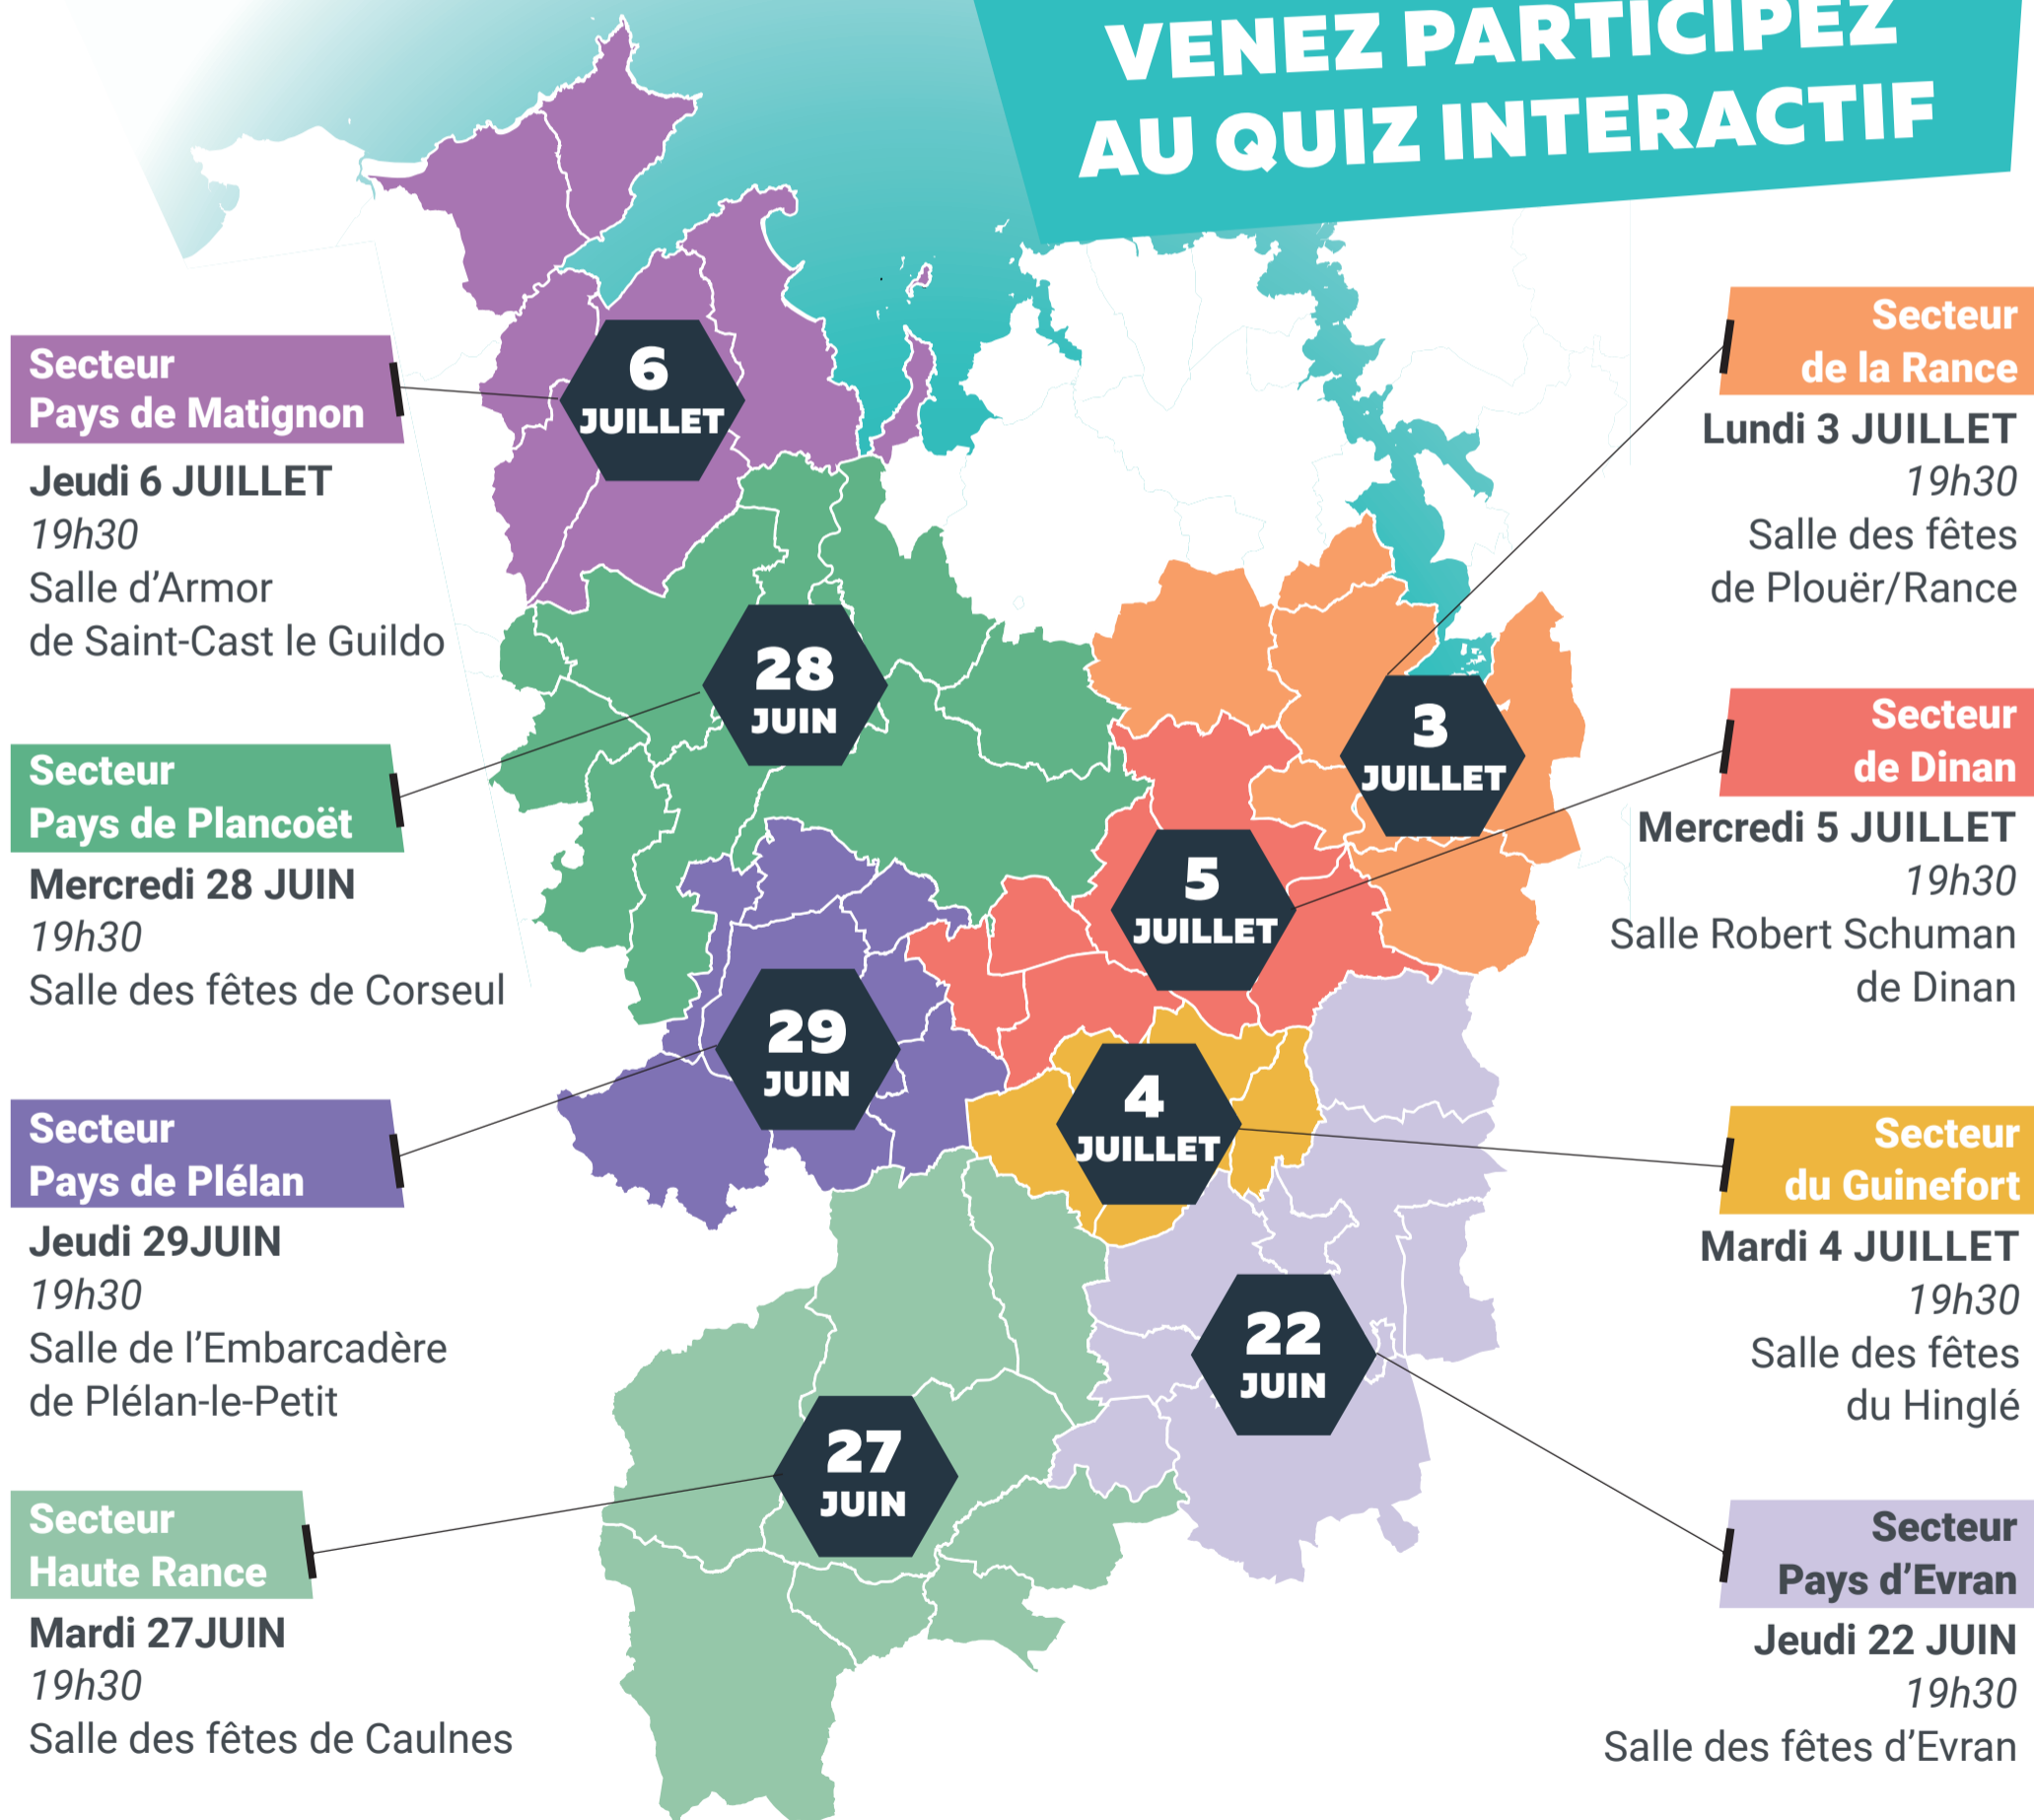 VENEZ PARTICIPEZ
AU QUIZ INTERACTIF
Secteur
Pays de Matignon
Jeudi 6 JUILLET
19h30
Salle d’Armor
de Saint-Cast le Guildo
Secteur
Pays de Plancoët
Mercredi 28 JUIN
19h30
Salle des fêtes de Corseul
Secteur
Pays de Plélan
Jeudi 29JUIN
19h30
Salle de l’Embarcadère
de Plélan-le-Petit
Secteur
Haute Rance
Mardi 27JUIN
19h30
Salle des fêtes de Caulnes
6
JUILLET
28
JUIN
3
JUILLET
5
JUILLET
29
JUIN
4
JUILLET
22
JUIN
27
JUIN
Secteur
de la Rance
Lundi 3 JUILLET
19h30
Salle des fêtes
de Plouër/Rance
Secteur
de Dinan
Mercredi 5 JUILLET
19h30
Salle Robert Schuman
de Dinan
Secteur
du Guinefort
Mardi 4 JUILLET
19h30
Salle des fêtes
du Hinglé
Secteur
Pays d’Evran
Jeudi 22 JUIN
19h30
Salle des fêtes d’Evran